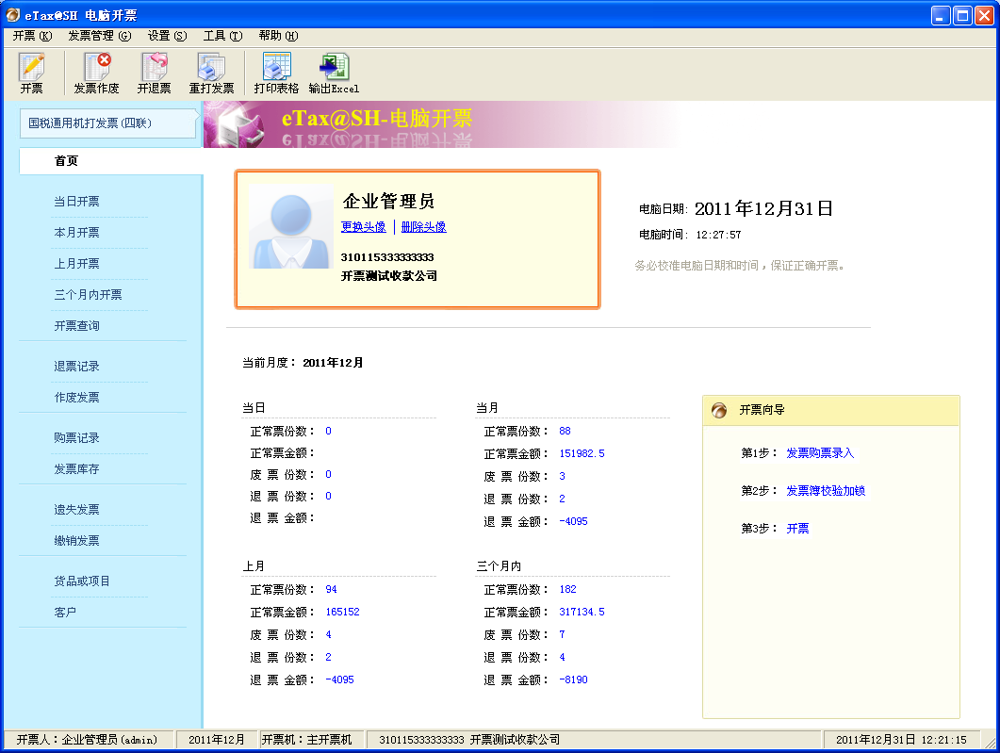 eTax@SH 电脑开票
开票(K) 发票管理(G) 设置(S) 工具(T) 帮助(H)
开票 发票作废 开退票 重打发票 打印表格 输出Excel
国税通用机打发票(四联)
首页
当日开票
本月开票
上月开票
三个月内开票
开票查询
退票记录
作废发票
购票记录
发票库存
遗失发票
缴销发票
货品或项目
客户
eTax@SH-电脑开票
企业管理员
更换头像 | 删除头像
310115333333333
开票测试收款公司
电脑日期: 2011年12月31日
电脑时间: 12:27:57
务必校准电脑日期和时间，保证正确开票。
当前月度： 2011年12月
当日
正常票份数： 0
正常票金额：
废 票 份数： 0
退 票 份数： 0
退 票 金额：
当月
正常票份数： 88
正常票金额： 151982.5
废 票 份数： 3
退 票 份数： 2
退 票 金额： -4095
上月
正常票份数： 94
正常票金额： 165152
废 票 份数： 4
退 票 份数： 2
退 票 金额： -4095
三个月内
正常票份数： 182
正常票金额： 317134.5
废 票 份数： 7
退 票 份数： 4
退 票 金额： -8190
开票向导
第1步： 发票购票录入
第2步： 发票簿校验加锁
第3步： 开票
开票人：企业管理员(admin) 2011年12月 开票机：主开票机 310115333333333 开票测试收款公司 2011年12月31日 12:21:15